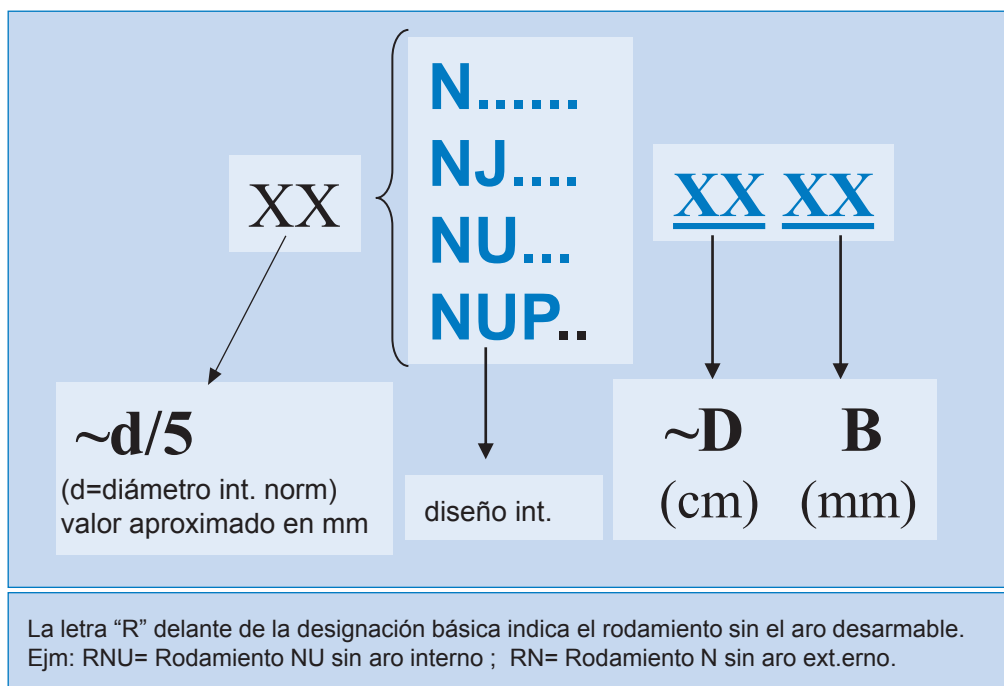 N......
NJ....
NU...
NUP..
XX
XX XX
~d/5
(d=diámetro int. norm)
valor aproximado en mm
diseño int.
~D B
(cm) (mm)
La letra “R” delante de la designación básica indica el rodamiento sin el aro desarmable.
Ejm: RNU= Rodamiento NU sin aro interno ; RN= Rodamiento N sin aro ext.erno.